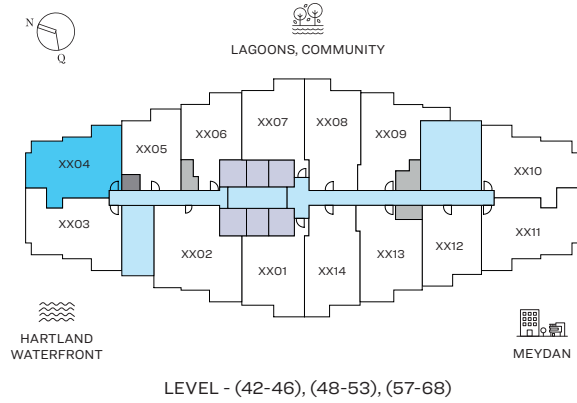 N
Q
LAGOONS, COMMUNITY
XX04
XX05
XX06
XX07
XX08
XX09
XX10
XX03
XX02
XX01
XX14
XX13
XX12
XX11
HARTLAND
WATERFRONT
MEYDAN
LEVEL - (42-46), (48-53), (57-68)